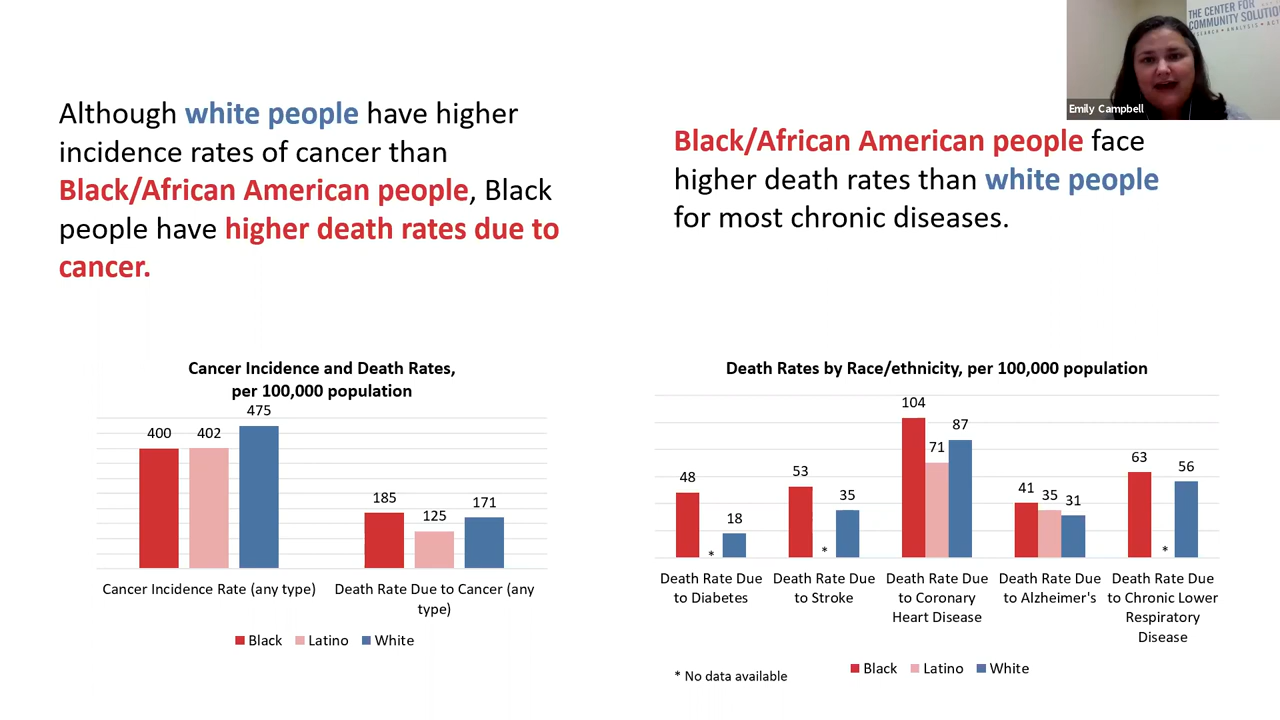 THE CENTER FOR
COMMUNITY SOLUTIO
Emily Campbell
Although white people have higher
incidence rates of cancer than
Black/African American people, Black
people have higher death rates due to
cancer.
Black/African American people face
higher death rates than white people
for most chronic diseases.
Cancer Incidence and Death Rates,
per 100,000 population
475
400
402
185
125
171
Cancer Incidence Rate (any type)
Death Rate Due to Cancer (any
type)
Black
Latino
White
Death Rates by Race/ethnicity, per 100,000 population
48
*
18
53
*
35
104
71
87
41
35
31
63
*
56
Death Rate Due
to Diabetes
Death Rate Due
to Stroke
Death Rate Due
to Coronary
Heart Disease
Death Rate Due
to Alzheimer's
Death Rate Due
to Chronic Lower
Respiratory
Disease
* No data available
Black
Latino
White